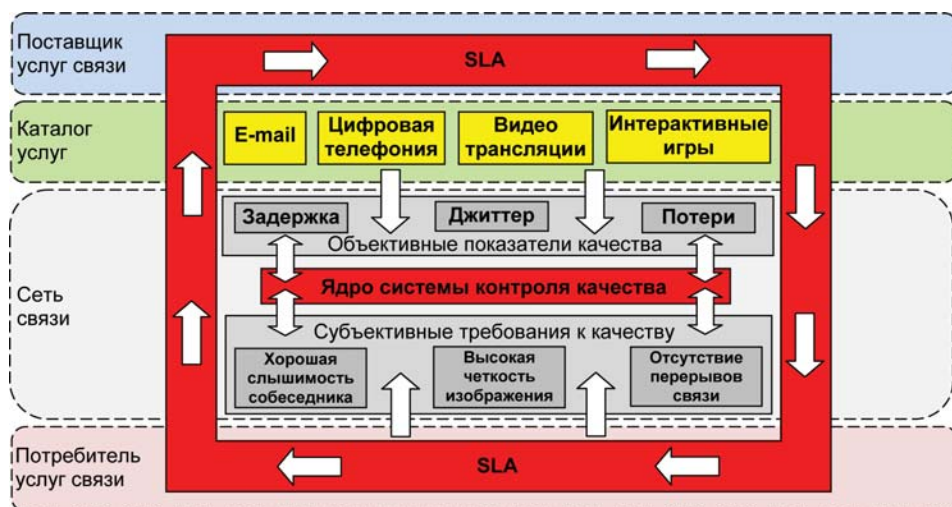 Поставщик
услуг связи
SLA
Каталог
услуг
E-mail
Цифровая
телефония
Видео
трансляции
Интерактивные
игры
Сеть
связи
Задержка
Джиттер
Потери
Объективные показатели качества
Ядро системы контроля качества
Субъективные требования к качеству
Хорошая
слышимость
собеседника
Высокая
четкость
изображения
Отсутствие
перерывов
связи
Потребитель
услуг связи
SLA